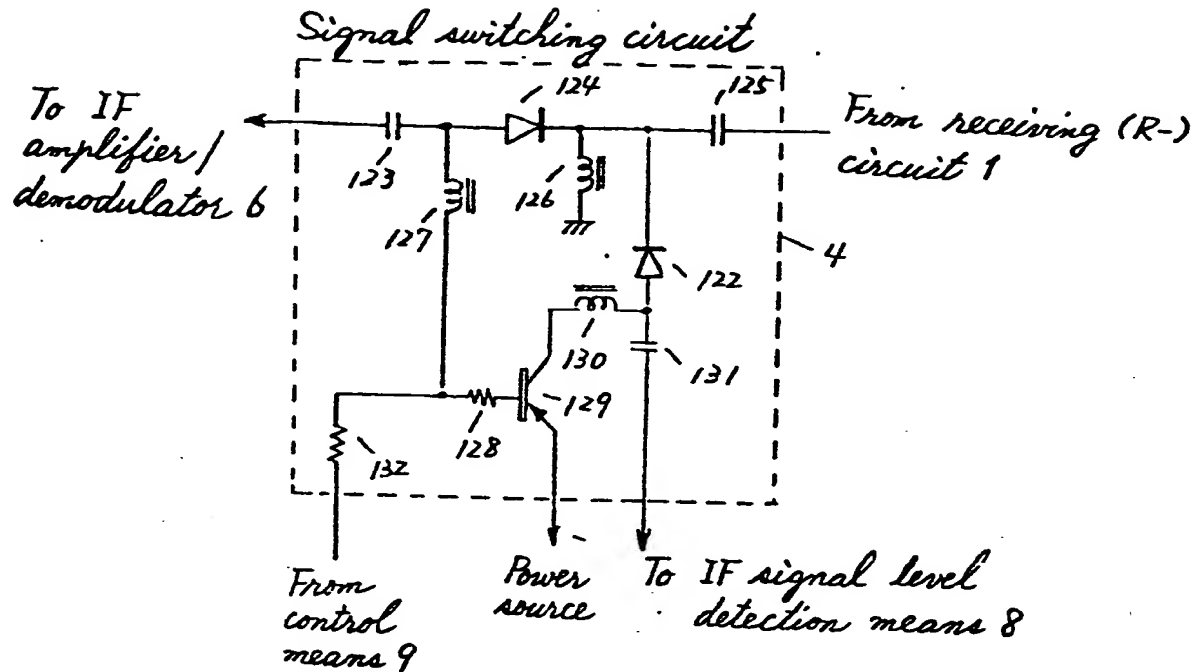 Signal switching circuit
To IF
amplifier/
demodulator 6
123
124
125
From receiving (R-)
circuit 1
127
126
4
122
130
131
129
128
132
From
control
means 9
Power
source
To IF signal level
detection means 8